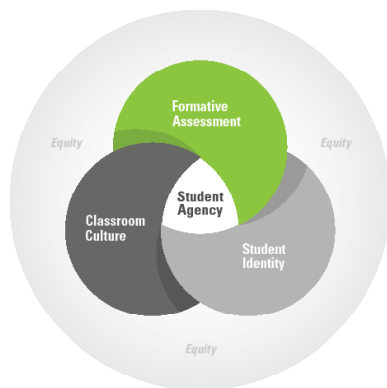 Formative
Assessment
Equity
Equity
Student
Agency
Classroom
Culture
Student
Identity
Equity